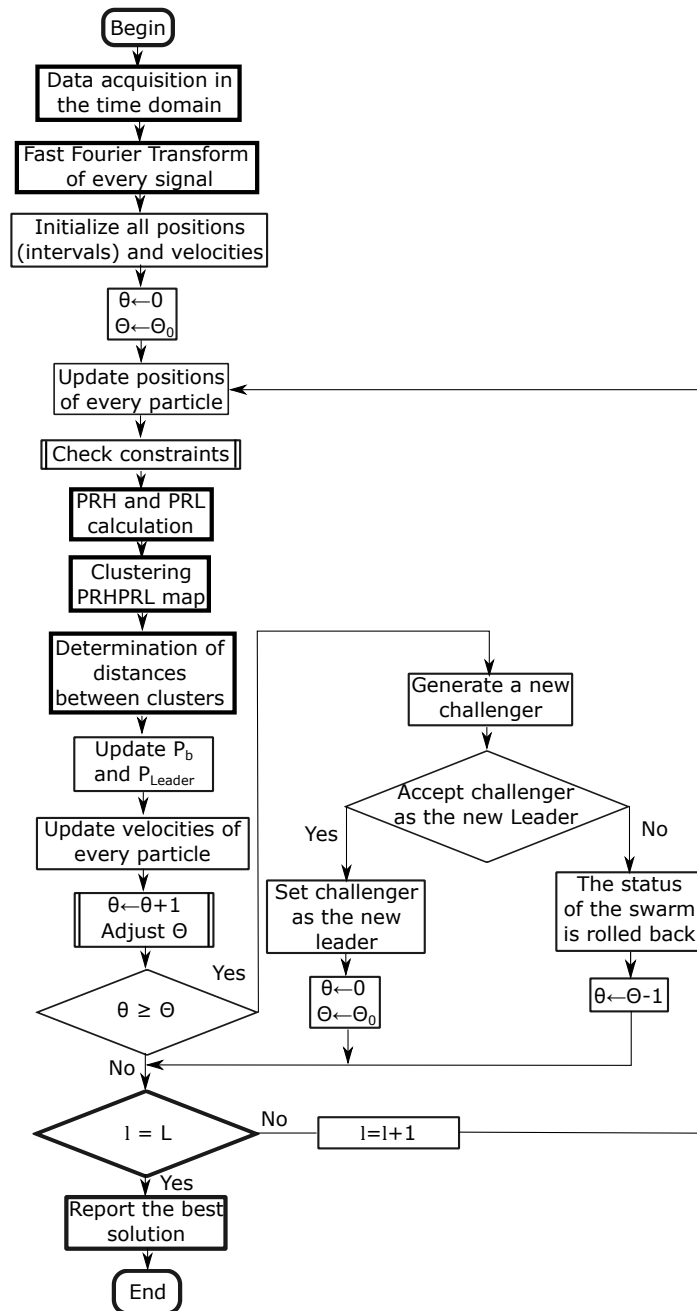 Begin
Data acquisition in
the time domain
Fast Fourier Transform
of every signal
Initialize all positions
(intervals) and velocities
θ←0
Θ←Θ₀
Update positions
of every particle
Check constraints
PRH and PRL
calculation
Clustering
PRHPRL map
Determination of
distances
between clusters
Update P_b
and P_Leader
Update velocities of
every particle
θ←θ+1
Adjust Θ
Yes
θ ≥ Θ
No
Generate a new
challenger
Accept challenger
as the new Leader
Yes
No
Set challenger
as the new
leader
θ←0
Θ←Θ₀
The status
of the swarm
is rolled back
θ←Θ-1
l = L
No
l=l+1
Yes
Report the best
solution
End